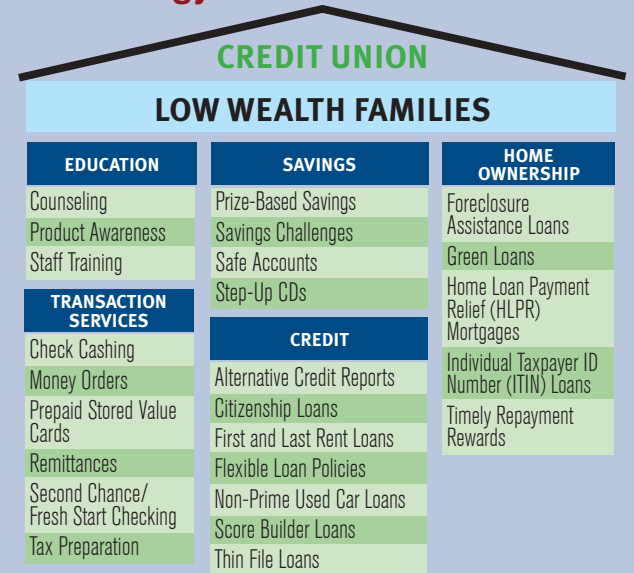 CREDIT UNION
LOW WEALTH FAMILIES
EDUCATION
Counseling
Product Awareness
Staff Training
TRANSACTION
SERVICES
Check Cashing
Money Orders
Prepaid Stored Value
Cards
Remittances
Second Chance/
Fresh Start Checking
Tax Preparation
SAVINGS
Prize-Based Savings
Savings Challenges
Safe Accounts
Step-Up CDs
CREDIT
Alternative Credit Reports
Citizenship Loans
First and Last Rent Loans
Flexible Loan Policies
Non-Prime Used Car Loans
Score Builder Loans
Thin File Loans
HOME
OWNERSHIP
Foreclosure
Assistance Loans
Green Loans
Home Loan Payment
Relief (HLPR)
Mortgages
Individual Taxpayer ID
Number (ITIN) Loans
Timely Repayment
Rewards